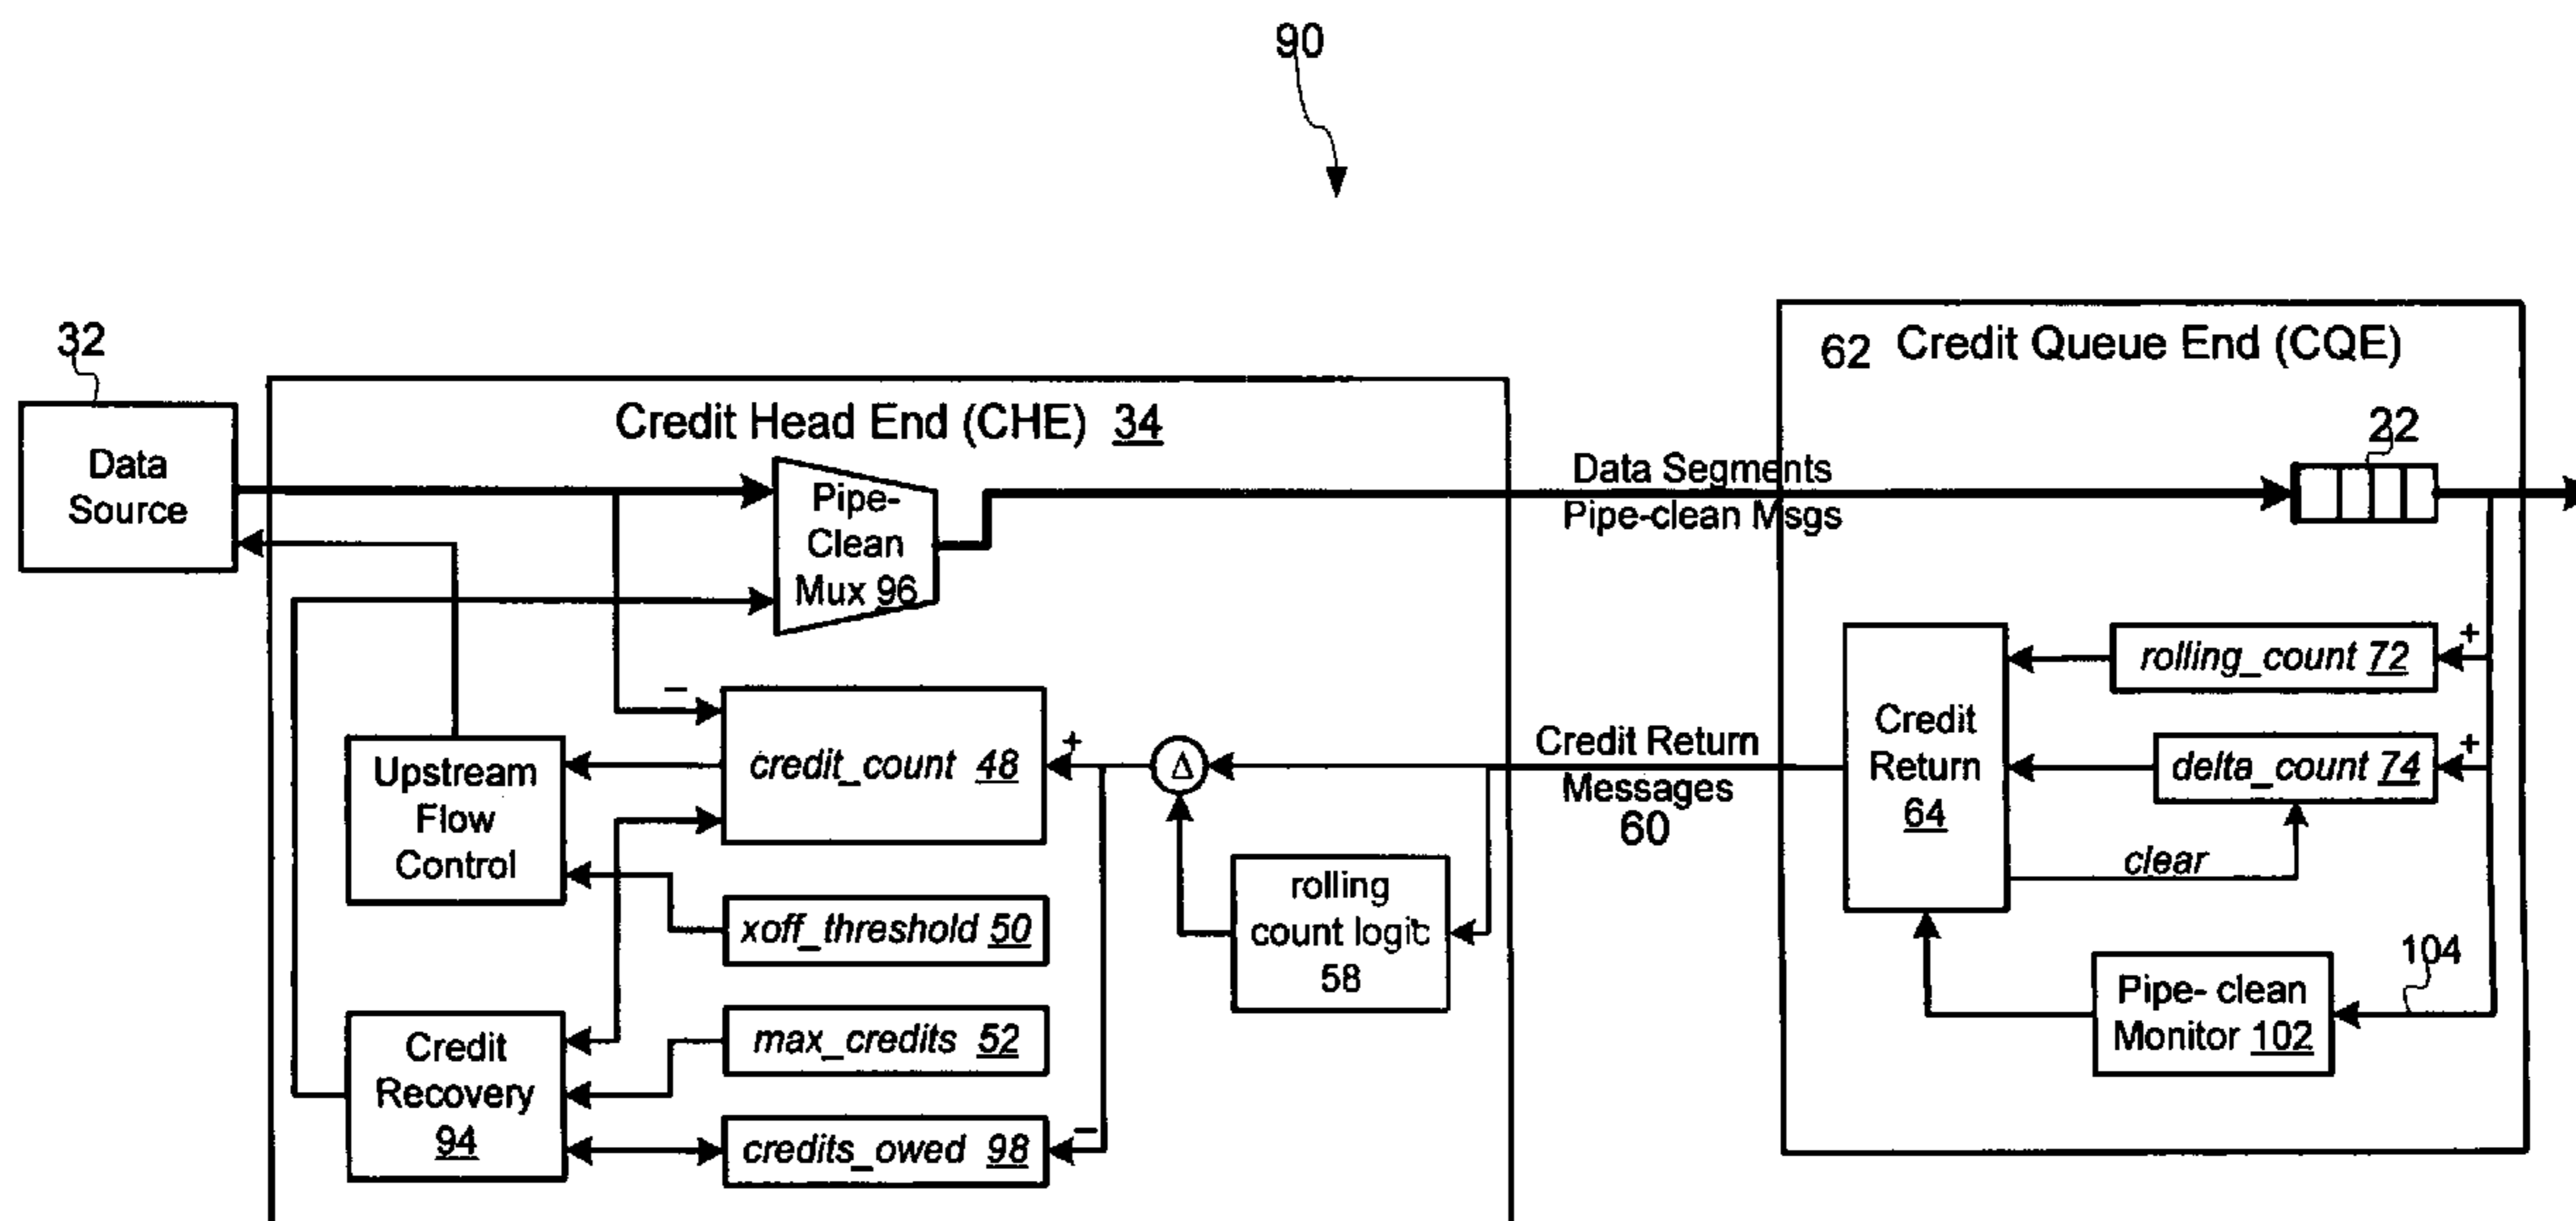 90
32
Data
Source
Credit Head End (CHE) 34
Pipe-
Clean
Mux 96
Data Segments
Pipe-clean Msgs
62 Credit Queue End (CQE)
22
Upstream
Flow
Control
−
credit_count 48
+
Δ
xoff_threshold 50
max_credits 52
Credit
Recovery
94
credits_owed 98
−
rolling
count logic
58
Credit Return
Messages
60
Credit
Return
64
rolling_count 72
+
delta_count 74
+
clear
Pipe- clean
Monitor 102
104